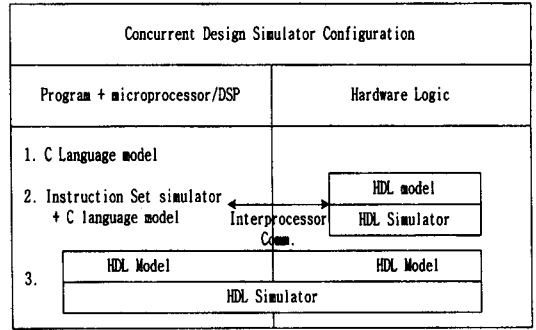 Concurrent Design Simulator Configuration
Program + microprocessor/DSP
Hardware Logic
1. C Language model
2. Instruction Set simulator
+ C language model
Interprocessor
Comm.
HDL model
HDL Simulator
3.
HDL Model
HDL Model
HDL Simulator